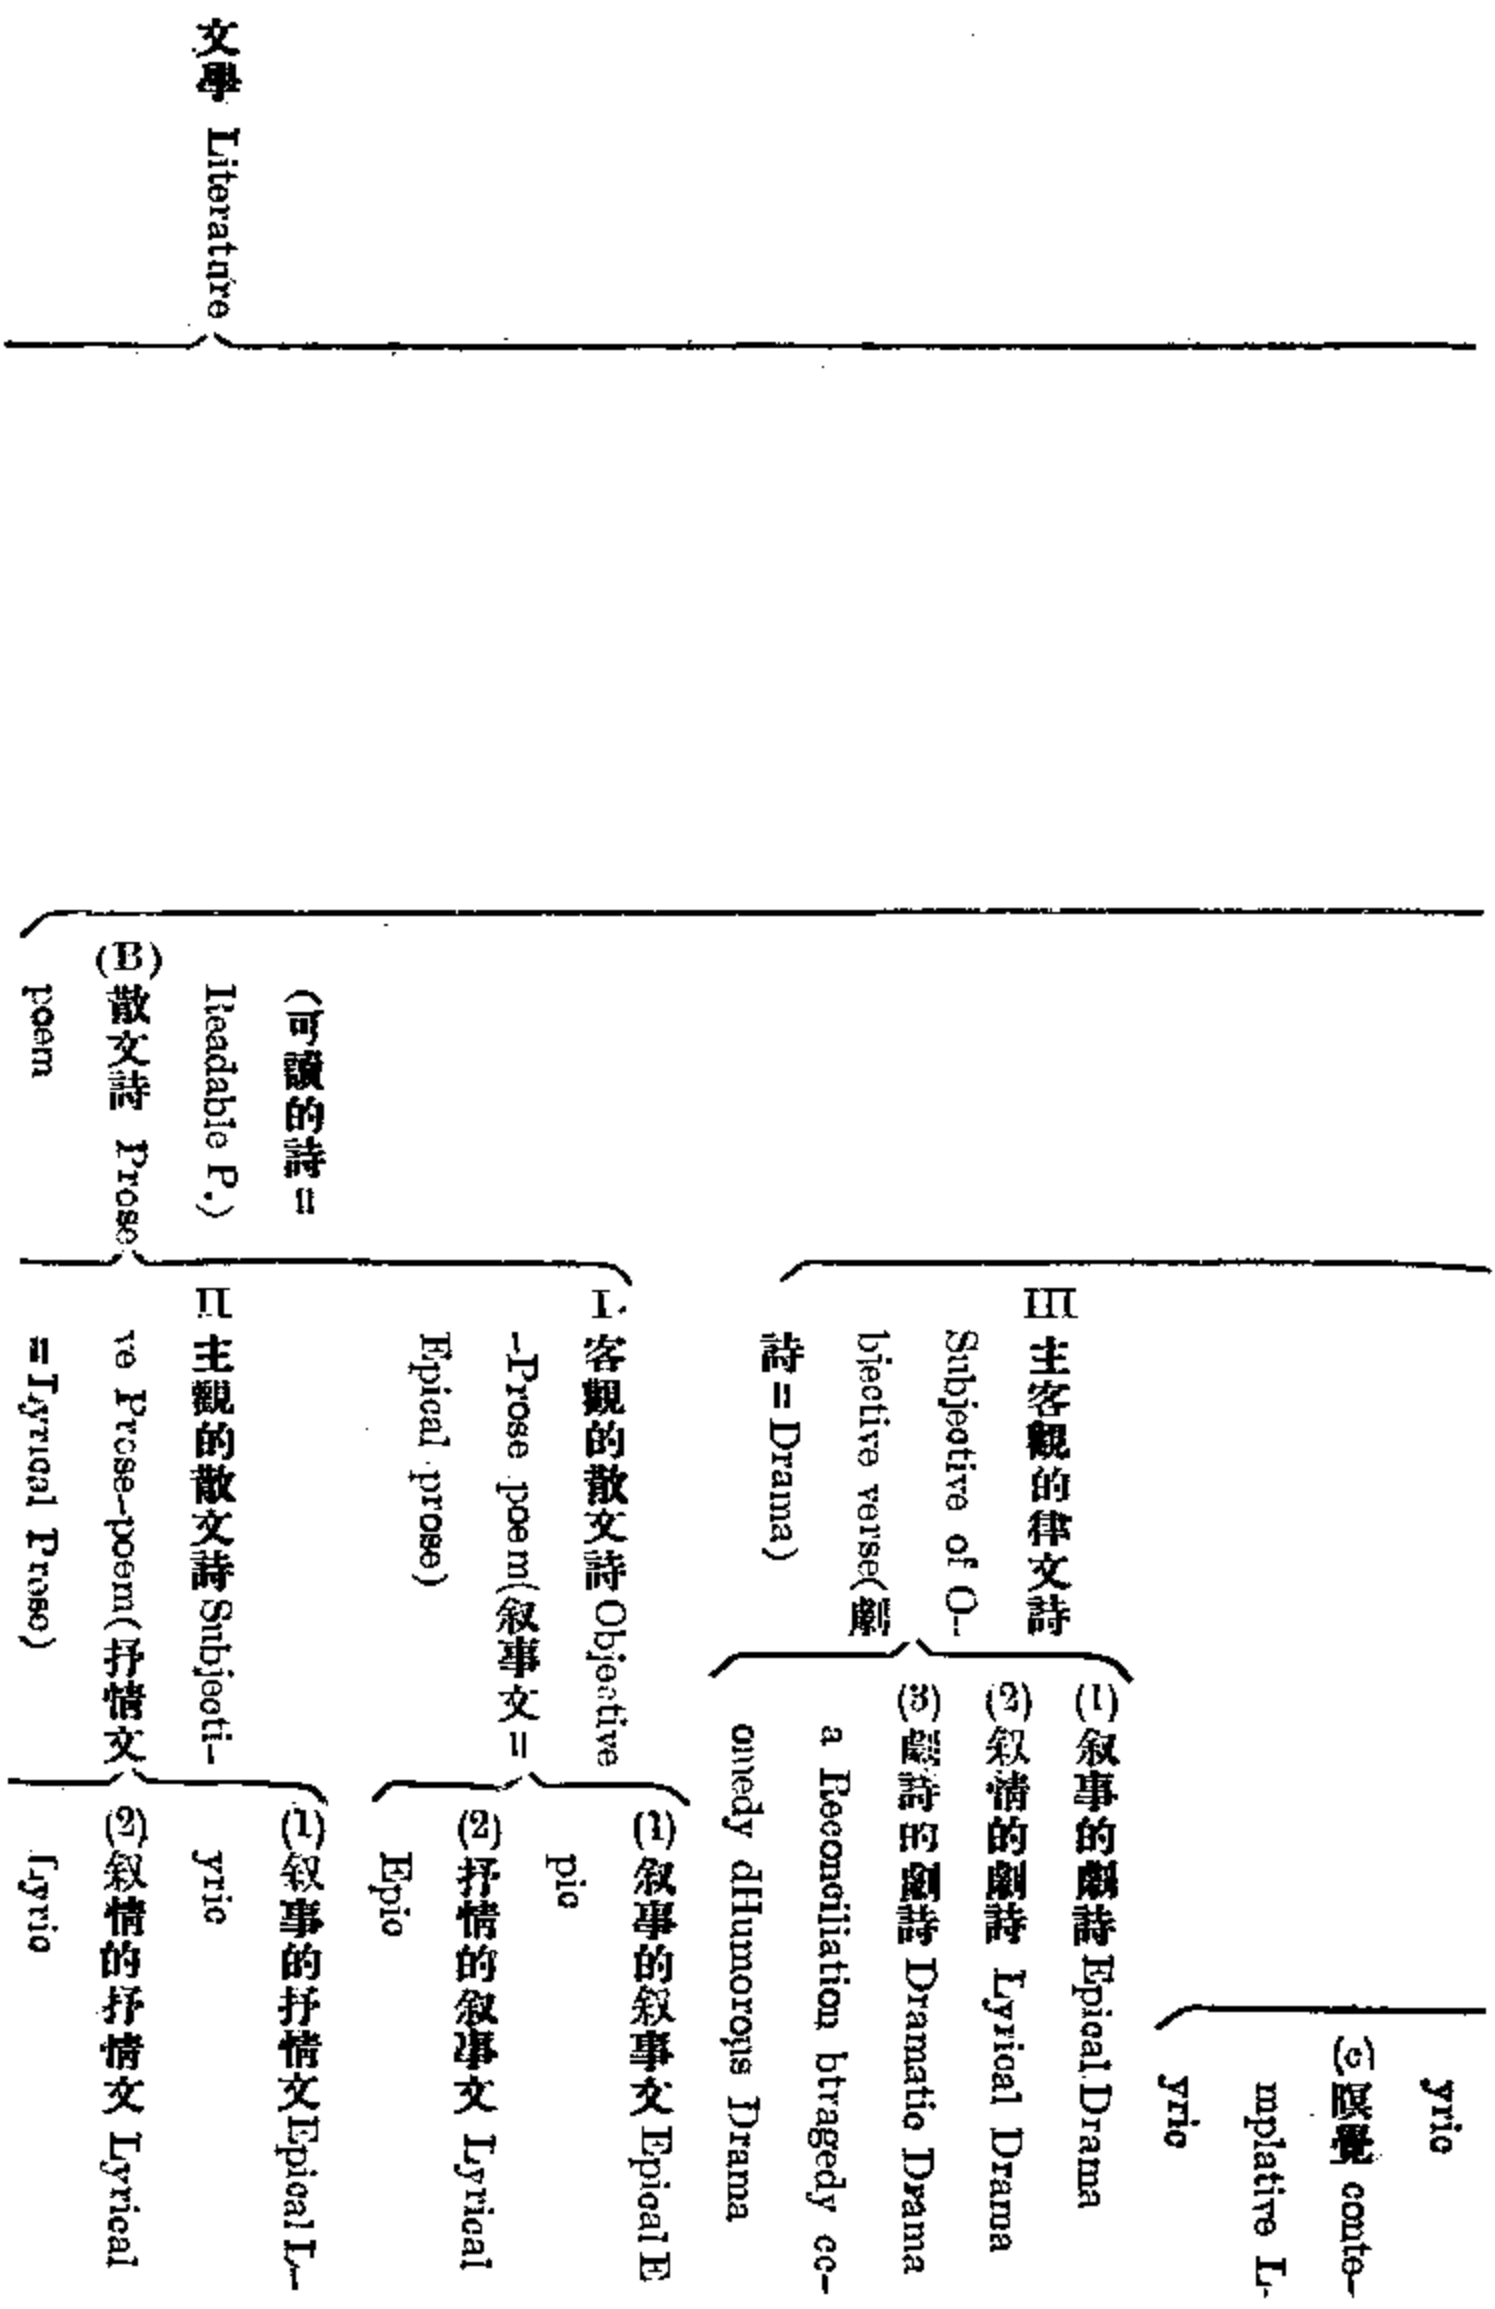 yric
(c)瞑覺 conte-
mplative L-
yric
III 主客觀的律文詩
Subjective of O-
bjective verse(劇
詩=Drama)
(1)叙事的劇詩 Epical Drama
(2)叙情的劇詩 Lyrical Drama
(3)劇詩的劇詩 Dramatic Drama
a Reconciliation btragedy cc-
omedy dHumorous Drama
文學 Literature
(可讀的詩=
Readable P.)
(B)散文詩 Prose
poem
I. 客觀的散文詩 Objective
-Prose poem(叙事文=
Epical prose)
(1)叙事的叙事文 Epical E
pic
(2)抒情的叙事文 Lyrical
Epic
II 主觀的散文詩 Subjecti-
ve Prose-poem(抒情文
=Lyrical Prose)
(1)叙事的抒情文 Epical L-
yric
(2)叙情的抒情文 Lyrical
Lyric